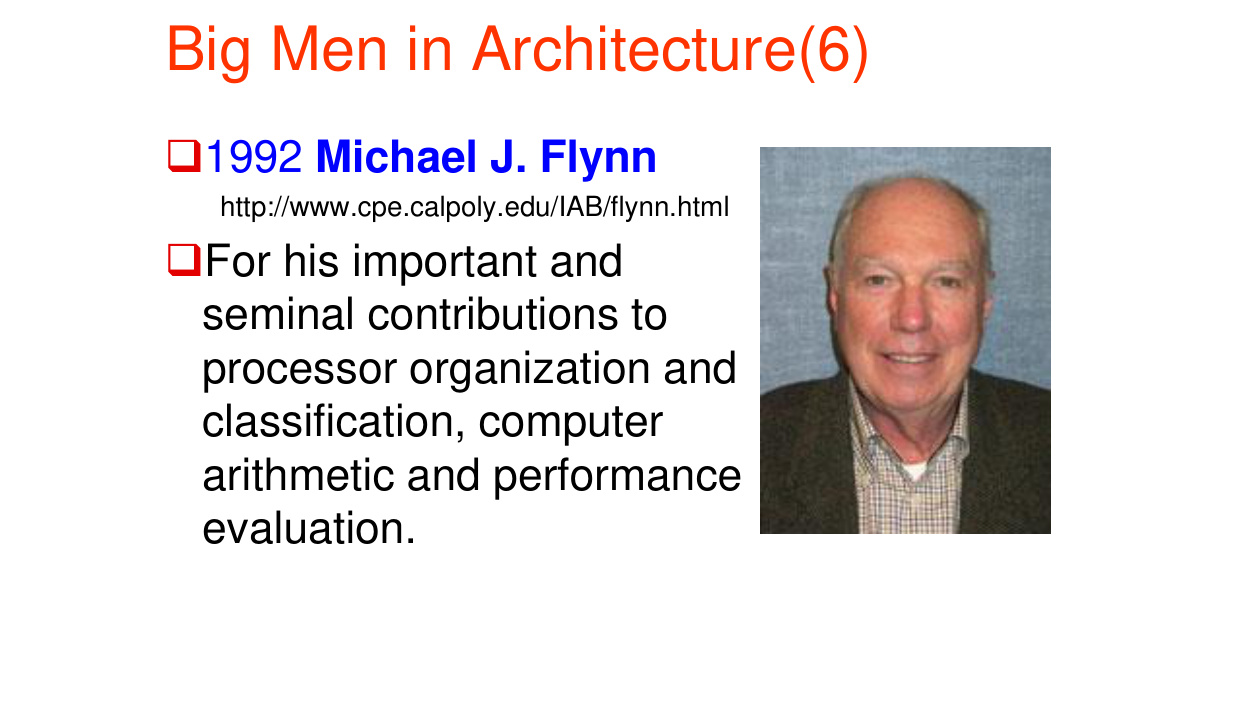 Big Men in Architecture(6)
❑1992 Michael J. Flynn
http://www.cpe.calpoly.edu/IAB/flynn.html
❑For his important and
seminal contributions to
processor organization and
classification, computer
arithmetic and performance
evaluation.